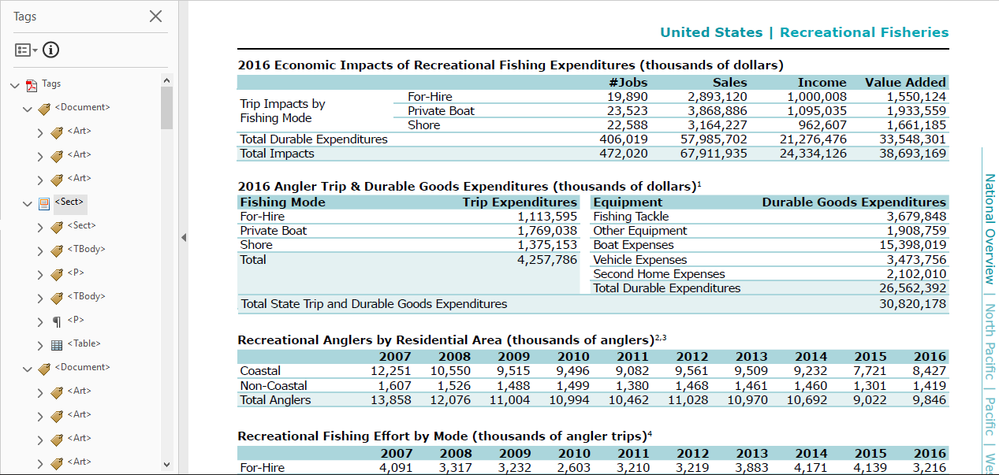 Tags
Tags
<Document>
<Art>
<Art>
<Art>
<Sect>
<Sect>
<TBody>
<P>
<TBody>
<P>
<Table>
<Document>
<Art>
<Art>
<Art>
<Art>
United States | Recreational Fisheries
2016 Economic Impacts of Recreational Fishing Expenditures (thousands of dollars)
#Jobs Sales Income Value Added
Trip Impacts by Fishing Mode
For-Hire 19,890 2,893,120 1,000,008 1,550,124
Private Boat 23,523 3,868,886 1,095,035 1,933,559
Shore 22,588 3,164,227 962,607 1,661,185
Total Durable Expenditures 406,019 57,985,702 21,276,476 33,548,301
Total Impacts 472,020 67,911,935 24,334,126 38,693,169
2016 Angler Trip & Durable Goods Expenditures (thousands of dollars)1
Fishing Mode Trip Expenditures Equipment Durable Goods Expenditures
For-Hire 1,113,595 Fishing Tackle 3,679,848
Private Boat 1,769,038 Other Equipment 1,908,759
Shore 1,375,153 Boat Expenses 15,398,019
Total 4,257,786 Vehicle Expenses 3,473,756
Second Home Expenses 2,102,010
Total Durable Expenditures 26,562,392
Total State Trip and Durable Goods Expenditures 30,820,178
Recreational Anglers by Residential Area (thousands of anglers)2,3
2007 2008 2009 2010 2011 2012 2013 2014 2015 2016
Coastal 12,251 10,550 9,515 9,496 9,082 9,561 9,509 9,232 7,721 8,427
Non-Coastal 1,607 1,526 1,488 1,499 1,380 1,468 1,461 1,460 1,301 1,419
Total Anglers 13,858 12,076 11,004 10,994 10,462 11,028 10,970 10,692 9,022 9,846
Recreational Fishing Effort by Mode (thousands of angler trips)4
2007 2008 2009 2010 2011 2012 2013 2014 2015 2016
For-Hire 4,091 3,317 3,232 2,603 3,210 3,219 3,883 4,171 4,139 3,216
National Overview | North Pacific | Pacific | Wes